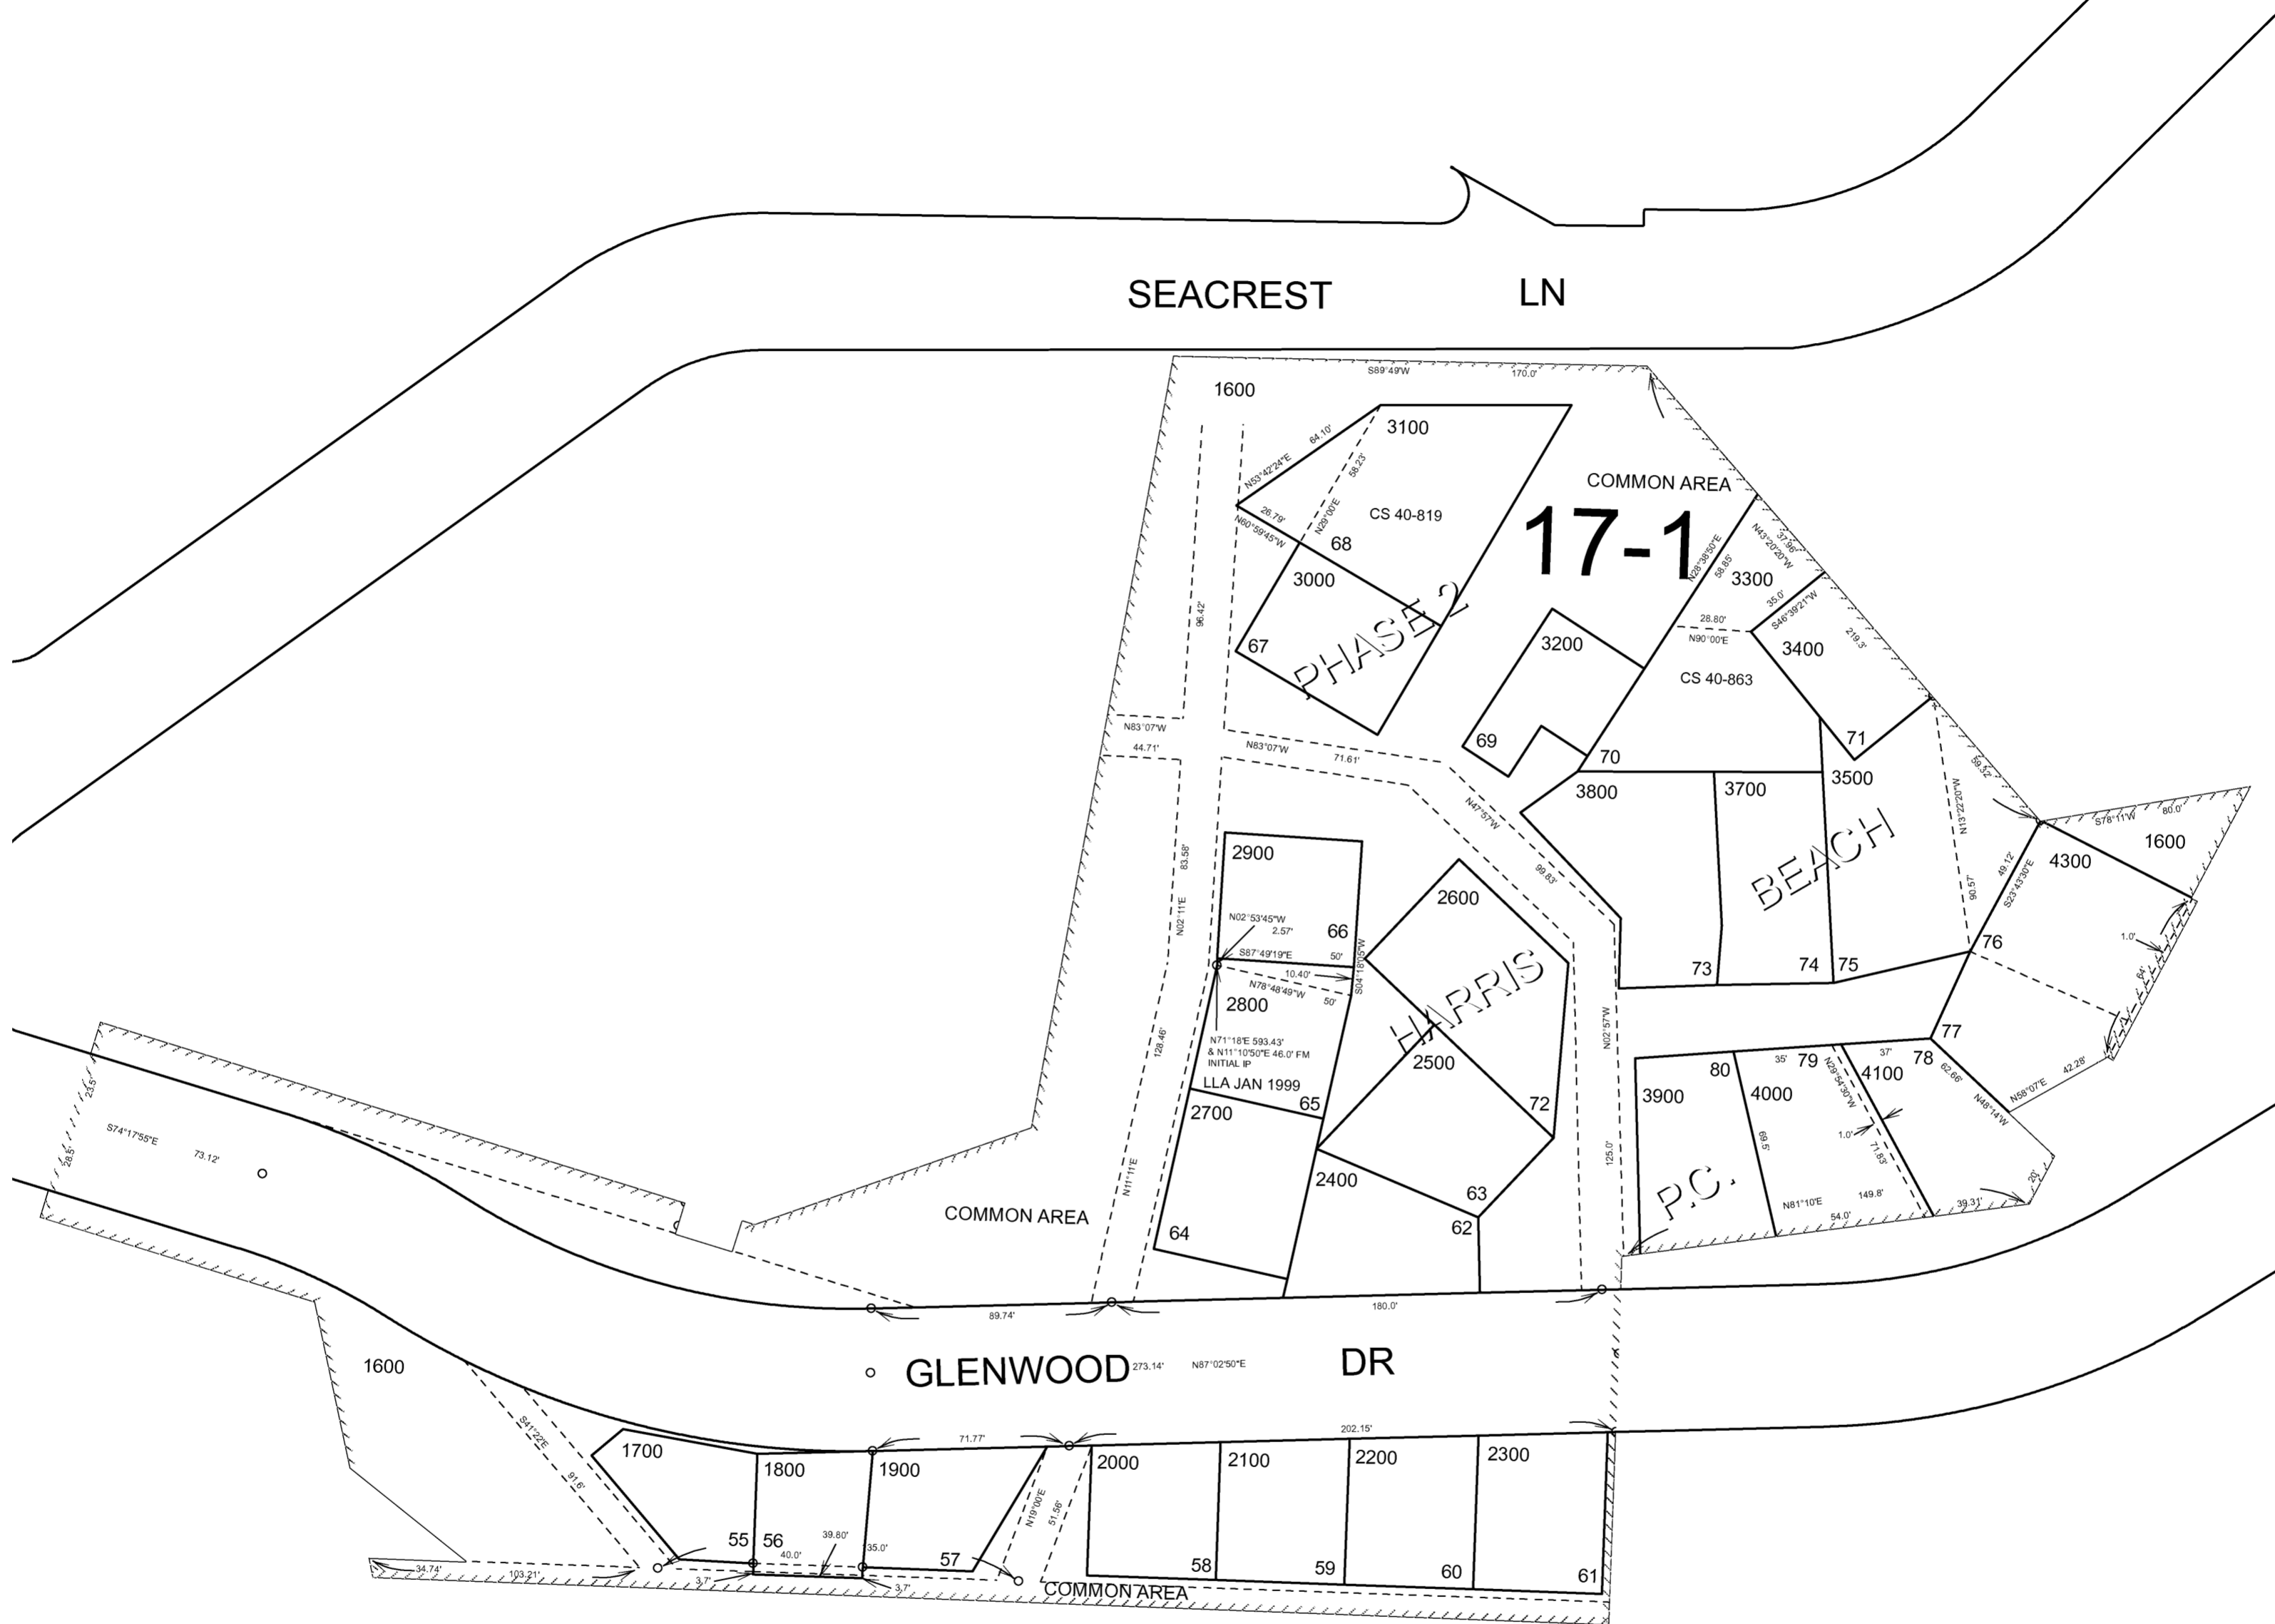 SEACREST LN
S89°49'W 170.0'
1600
3100
64.10'
N53°42'24"E
58.23'
N29°00'E
26.79'
N60°59'45"W
CS 40-819
68
3000
67
PHASE 2
COMMON AREA
17-1
N28°38'50"E
58.85'
37.96'
N43°20'20"W
3300
35.0'
S46°39'21"W
28.80'
N90°00'E
219.3'
3400
3200
CS 40-863
69
70
71
96.42'
N83°07'W
44.71'
N83°07'W
71.61'
N47°57'W
99.83'
3800
3700
3500
59.32'
N13°22'20"W
90.57'
BEACH
S78°11'W 80.0'
1600
4300
49.12'
S23°43'30"E
76
1.0'
64'
73
74
75
83.58'
N02°11'E
2900
N02°53'45"W
2.57'
66
S87°49'19"E 50'
10.40'
N78°48'49"W 50'
S04°18'05"W
2800
N71°18'E 593.43'
& N11°10'50"E 46.0' FM
INITIAL IP
LLA JAN 1999
65
2600
HARRIS
2500
72
128.46'
N11°11'E
2700
64
2400
63
62
N02°57'W
125.0'
77
78
37'
79
35'
80
3900
4000
4100
N29°54'30"W
1.0'
71.83'
69.5'
62.66'
N48°14'W
N58°07'E
42.28'
P.C.
N81°10'E 149.8'
54.0'
39.31'
20'
23.5'
S74°17'55"E
73.12'
28.5'
COMMON AREA
89.74'
180.0'
GLENWOOD 273.14' N87°02'50"E DR
1600
S41°22'E
91.6'
71.77'
202.15'
1700
1800
1900
2000
2100
2200
2300
N19°00'E
51.56'
55
56
39.80'
40.0'
35.0'
57
58
59
60
61
34.74'
103.21'
3.7'
3.7'
COMMON AREA